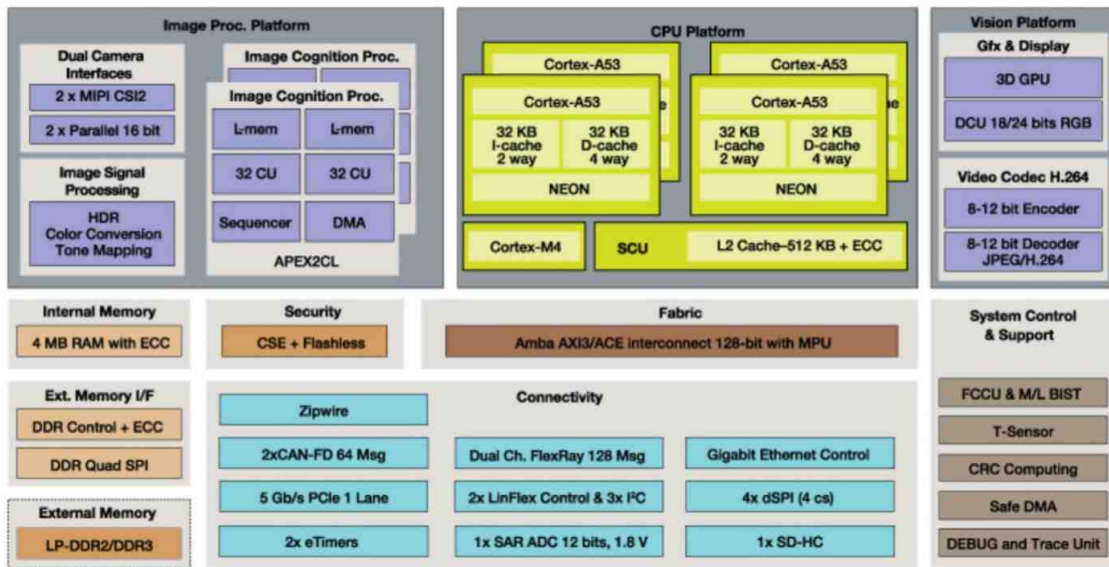 Image Proc. Platform
Dual Camera
Interfaces
2 x MIPI CSI2
2 x Parallel 16 bit
Image Signal
Processing
HDR
Color Conversion
Tone Mapping
Image Cognition Proc.
Image Cognition Proc.
L-mem
L-mem
32 CU
32 CU
Sequencer
DMA
APEX2CL
CPU Platform
Cortex-A53
Cortex-A53
32 KB
I-cache
2 way
32 KB
D-cache
4 way
NEON
Cortex-A53
Cortex-A53
32 KB
I-cache
2 way
32 KB
D-cache
4 way
NEON
Cortex-M4
SCU
L2 Cache–512 KB + ECC
Vision Platform
Gfx & Display
3D GPU
DCU 18/24 bits RGB
Video Codec H.264
8-12 bit Encoder
8-12 bit Decoder
JPEG/H.264
Internal Memory
4 MB RAM with ECC
Security
CSE + Flashless
Fabric
Amba AXI3/ACE interconnect 128-bit with MPU
Ext. Memory I/F
DDR Control + ECC
DDR Quad SPI
External Memory
LP-DDR2/DDR3
Connectivity
Zipwire
2xCAN-FD 64 Msg
Dual Ch. FlexRay 128 Msg
Gigabit Ethernet Control
5 Gb/s PCIe 1 Lane
2x LinFlex Control & 3x I²C
4x dSPI (4 cs)
2x eTimers
1x SAR ADC 12 bits, 1.8 V
1x SD-HC
System Control
& Support
FCCU & M/L BIST
T-Sensor
CRC Computing
Safe DMA
DEBUG and Trace Unit